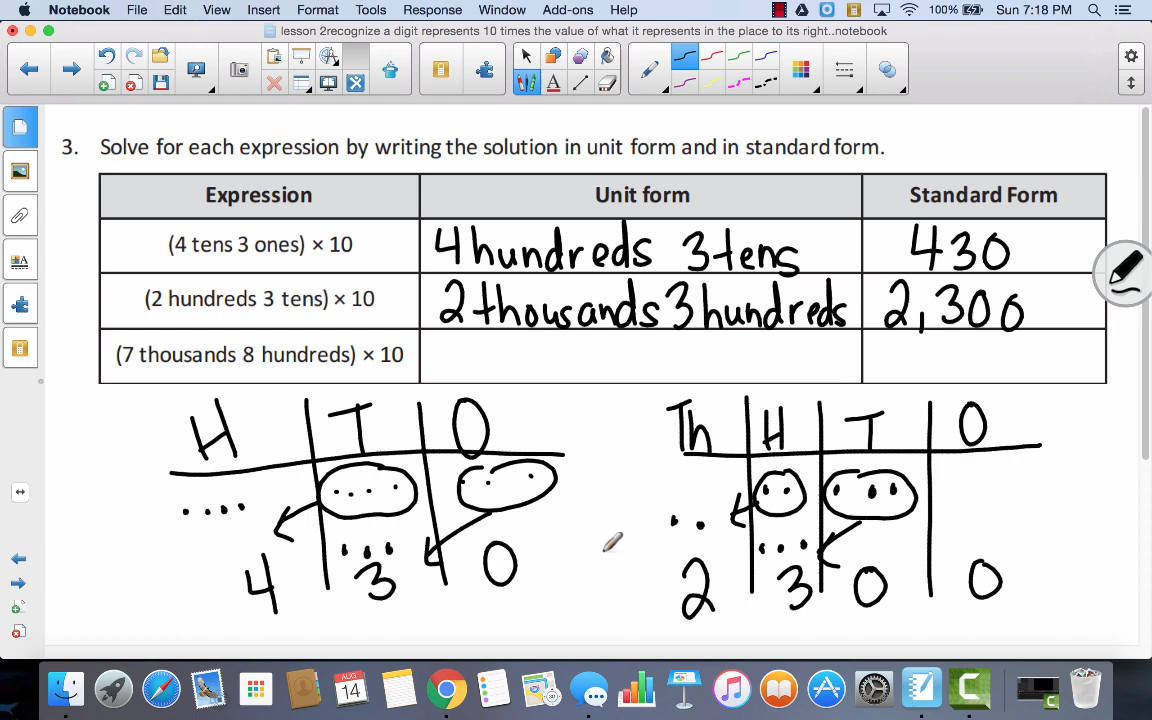 Notebook File Edit View Insert Format Tools Response Window Add-ons Help 100% Sun 7:18 PM
lesson 2recognize a digit represents 10 times the value of what it represents in the place to its right..notebook
3. Solve for each expression by writing the solution in unit form and in standard form.
Expression Unit form Standard Form
(4 tens 3 ones) × 10 4 hundreds 3 tens 430
(2 hundreds 3 tens) × 10 2 thousands 3 hundreds 2,300
(7 thousands 8 hundreds) × 10
H T O Th H T O
4 3 0 2 3 0 0
AUG
14